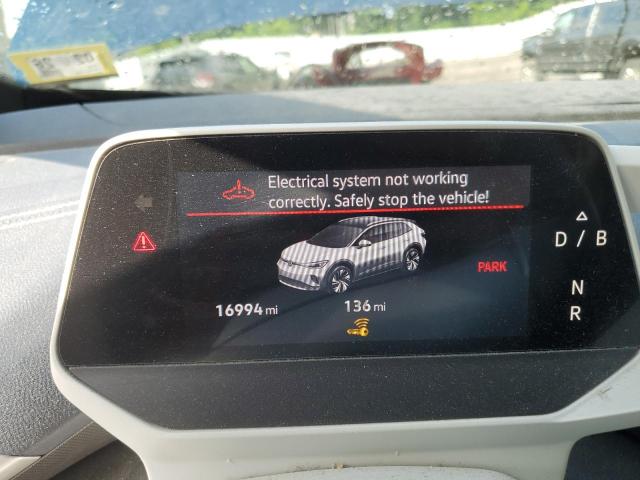 Electrical system not working
correctly. Safely stop the vehicle!
D / B
PARK
N
16994 mi
136 mi
R